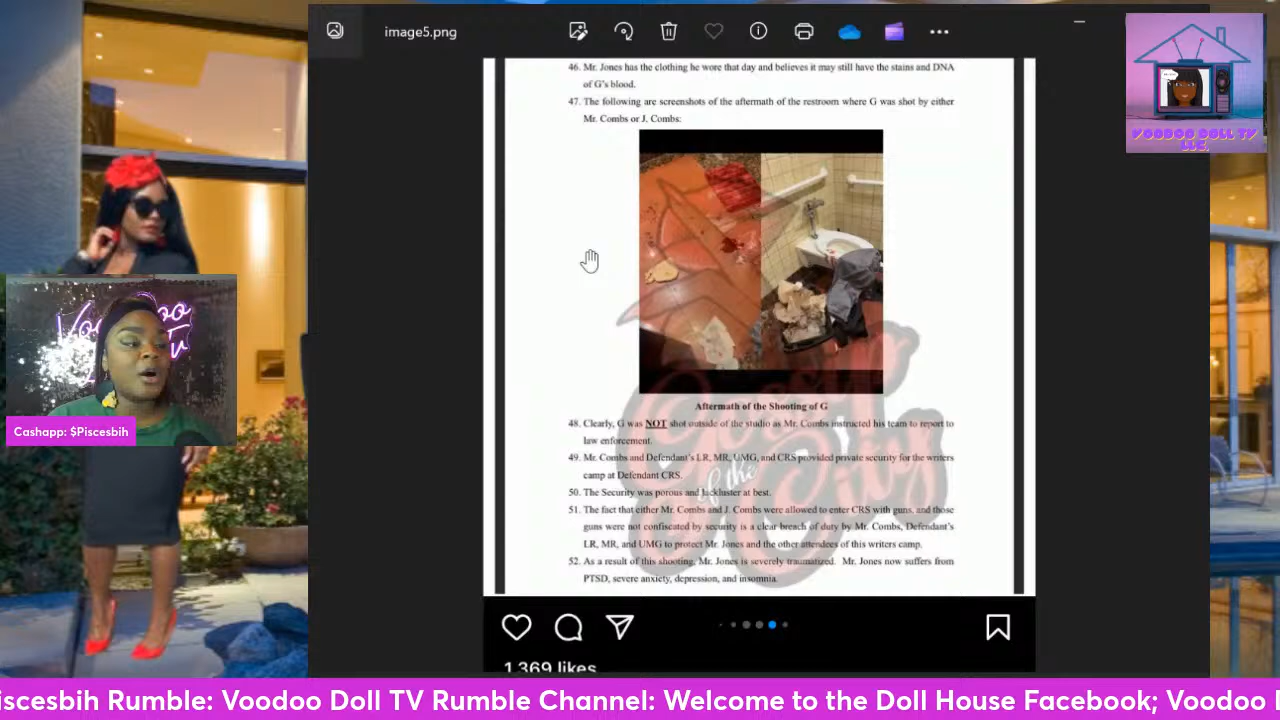 image5.png
46. Mr. Jones has the clothing he wore that day and believes it may still have the stains and DNA
of G's blood.
47. The following are screenshots of the aftermath of the restroom where G was shot by either
Mr. Combs or J. Combs:
Aftermath of the Shooting of G
48. Clearly, G was NOT shot outside of the studio as Mr. Combs instructed his team to report to
law enforcement.
49. Mr. Combs and Defendant's LR, MR, UMG, and CRS provided private security for the writers
camp at Defendant CRS.
50. The Security was porous and lackluster at best.
51. The fact that either Mr. Combs and J. Combs were allowed to enter CRS with guns, and those
guns were not confiscated by security is a clear breach of duty by Mr. Combs, Defendant's
LR, MR, and UMG to protect Mr. Jones and the other attendees of this writers camp.
52. As a result of this shooting, Mr. Jones is severely traumatized. Mr. Jones now suffers from
PTSD, severe anxiety, depression, and insomnia.
of the
1,369 likes
VOODOO DOLL TV
LLC.
Cashapp: $Piscesbih
iscesbih Rumble: Voodoo Doll TV Rumble Channel: Welcome to the Doll House Facebook; Voodoo